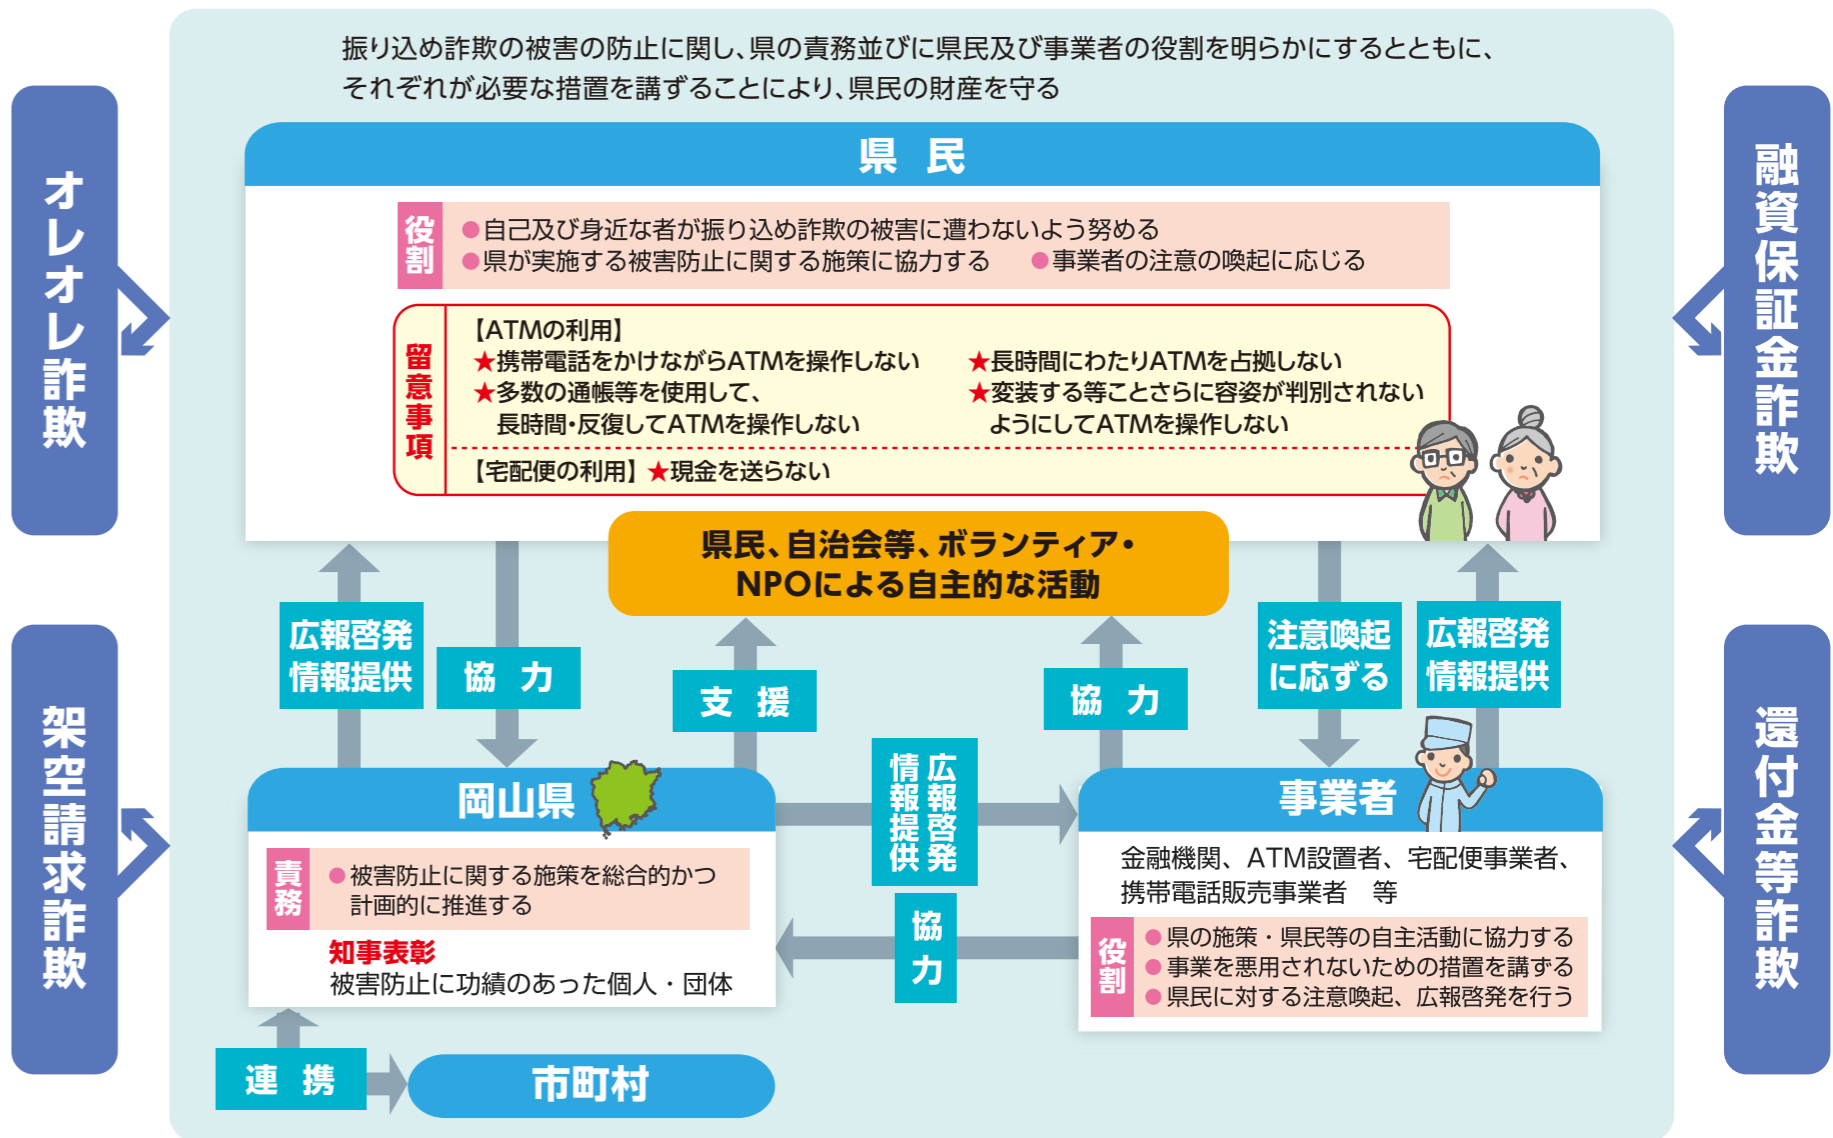 振り込め詐欺の被害の防止に関し、県の責務並びに県民及び事業者の役割を明らかにするとともに、
それぞれが必要な措置を講ずることにより、県民の財産を守る
オレオレ詐欺
架空請求詐欺
融資保証金詐欺
還付金等詐欺
県 民
役割
●自己及び身近な者が振り込め詐欺の被害に遭わないよう努める
●県が実施する被害防止に関する施策に協力する ●事業者の注意の喚起に応じる
留意事項
【ATMの利用】
★携帯電話をかけながらATMを操作しない
★多数の通帳等を使用して、
長時間・反復してATMを操作しない
★長時間にわたりATMを占拠しない
★変装する等ことさらに容姿が判別されない
ようにしてATMを操作しない
【宅配便の利用】★現金を送らない
県民、自治会等、ボランティア・
NPOによる自主的な活動
広報啓発
情報提供
協 力
支 援
協 力
注意喚起
に応ずる
広報啓発
情報提供
岡山県
責務
●被害防止に関する施策を総合的かつ
計画的に推進する
知事表彰
被害防止に功績のあった個人・団体
広報啓発
情報提供
協力
事業者
金融機関、ATM設置者、宅配便事業者、
携帯電話販売事業者 等
役割
●県の施策・県民等の自主活動に協力する
●事業を悪用されないための措置を講ずる
●県民に対する注意喚起、広報啓発を行う
連 携
市町村